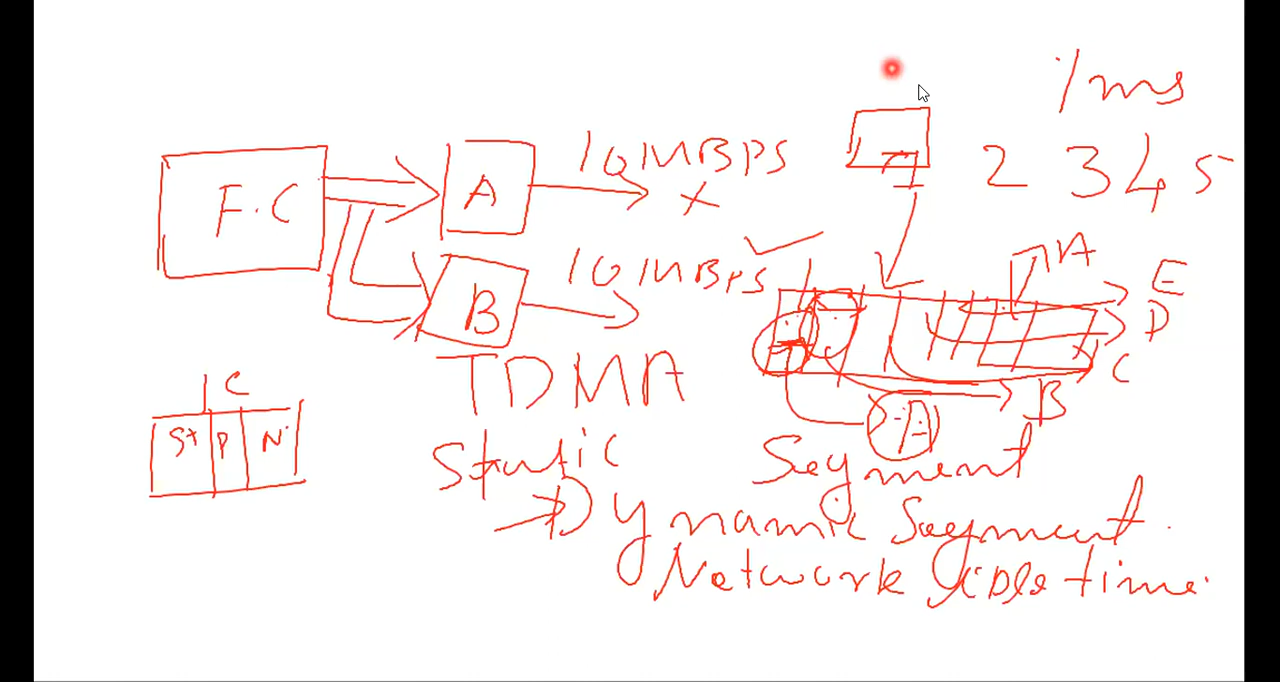 1ms
10MBPS
1 2 3 4 5
F.C
A
X
A
10MBPS
E
B
D
TDMA
C
B
C
A
St P N
Static Segment
Dynamic Segment
Network idle time